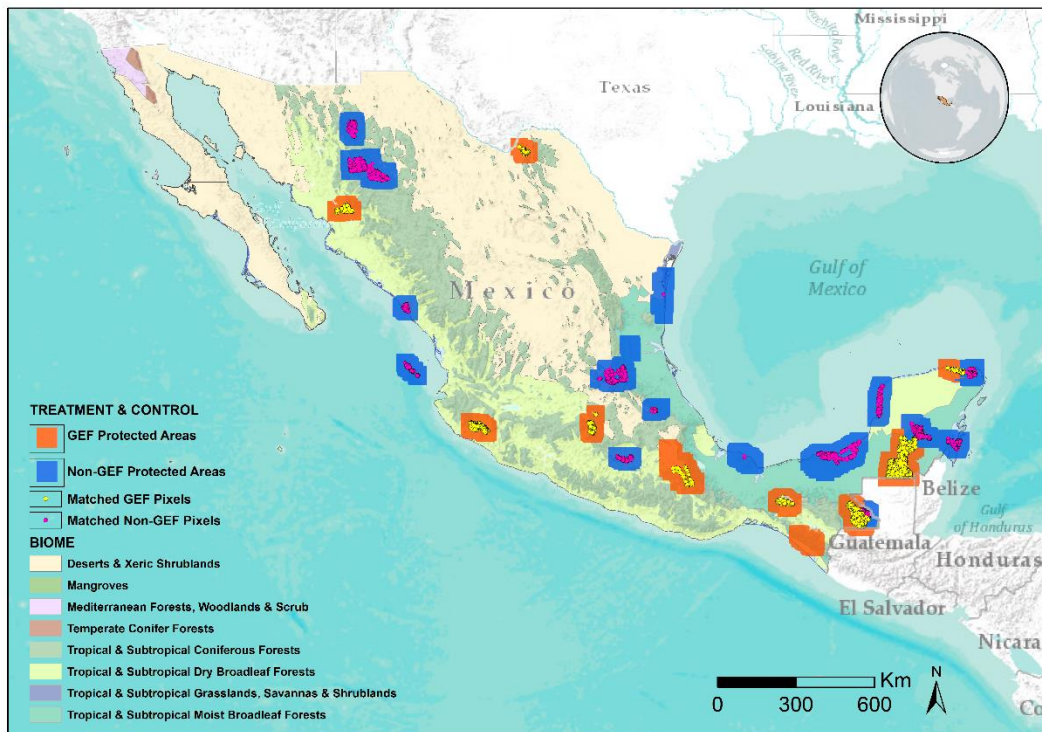 Mississippi
Texas
Red River
Sabine River
Louisiana
Gulf of
Mexico
Mexico
Belize
Gulf
of Honduras
Guatemala
Honduras
El Salvador
Nicara
Co
TREATMENT & CONTROL
GEF Protected Areas
Non-GEF Protected Areas
Matched GEF Pixels
Matched Non-GEF Pixels
BIOME
Deserts & Xeric Shrublands
Mangroves
Mediterranean Forests, Woodlands & Scrub
Temperate Conifer Forests
Tropical & Subtropical Coniferous Forests
Tropical & Subtropical Dry Broadleaf Forests
Tropical & Subtropical Grasslands, Savannas & Shrublands
Tropical & Subtropical Moist Broadleaf Forests
Km
0 300 600
N